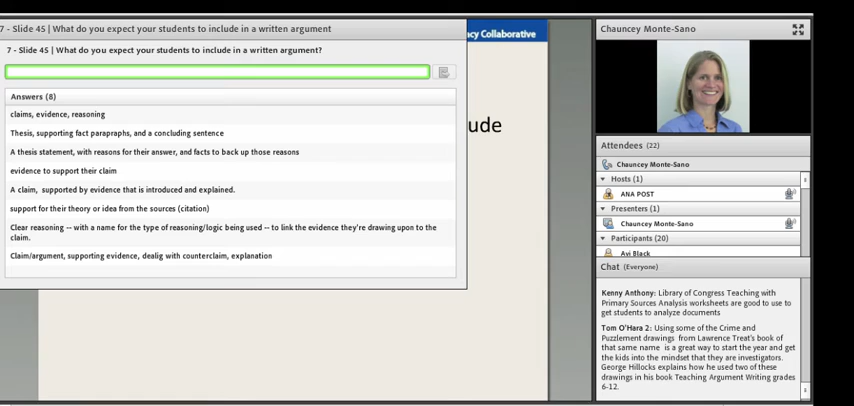 7 - Slide 45 | What do you expect your students to include in a written argument
7 - Slide 45 | What do you expect your students to include in a written argument?
Answers (8)
claims, evidence, reasoning
Thesis, supporting fact paragraphs, and a concluding sentence
A thesis statement, with reasons for their answer, and facts to back up those reasons
evidence to support their claim
A claim, supported by evidence that is introduced and explained.
support for their theory or idea from the sources (citation)
Clear reasoning -- with a name for the type of reasoning/logic being used -- to link the evidence they're drawing upon to the
claim.
Claim/argument, supporting evidence, dealig with counterclaim, explanation
cy Collaborative
ude
Chauncey Monte-Sano
Attendees (22)
Chauncey Monte-Sano
Hosts (1)
ANA POST
Presenters (1)
Chauncey Monte-Sano
Participants (20)
Avi Black
Chat (Everyone)
Kenny Anthony: Library of Congress Teaching with
Primary Sources Analysis worksheets are good to use to
get students to analyze documents
Tom O'Hara 2: Using some of the Crime and
Puzzlement drawings from Lawrence Treat's book of
that same name is a great way to start the year and get
the kids into the mindset that they are investigators.
George Hillocks explains how he used two of these
drawings in his book Teaching Argument Writing grades
6-12.